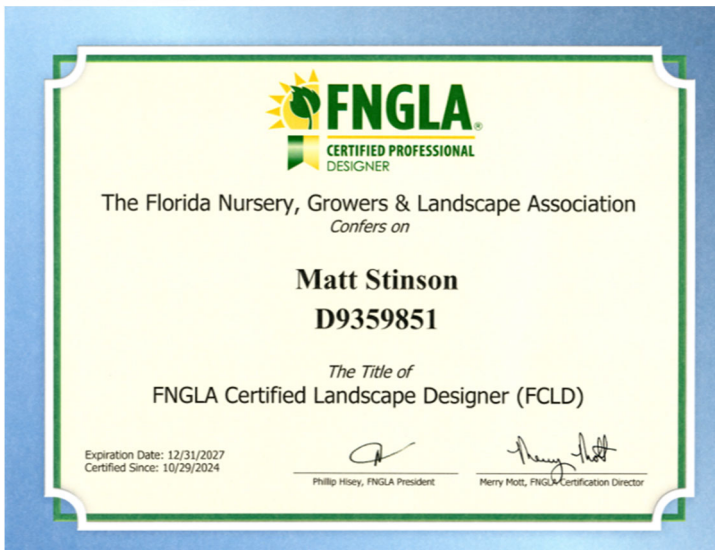 FNGLA®
CERTIFIED PROFESSIONAL
DESIGNER
The Florida Nursery, Growers & Landscape Association
Confers on
Matt Stinson
D9359851
The Title of
FNGLA Certified Landscape Designer (FCLD)
Expiration Date: 12/31/2027
Certified Since: 10/29/2024
Merry Mott
Phillip Hisey, FNGLA President
Merry Mott, FNGLA Certification Director